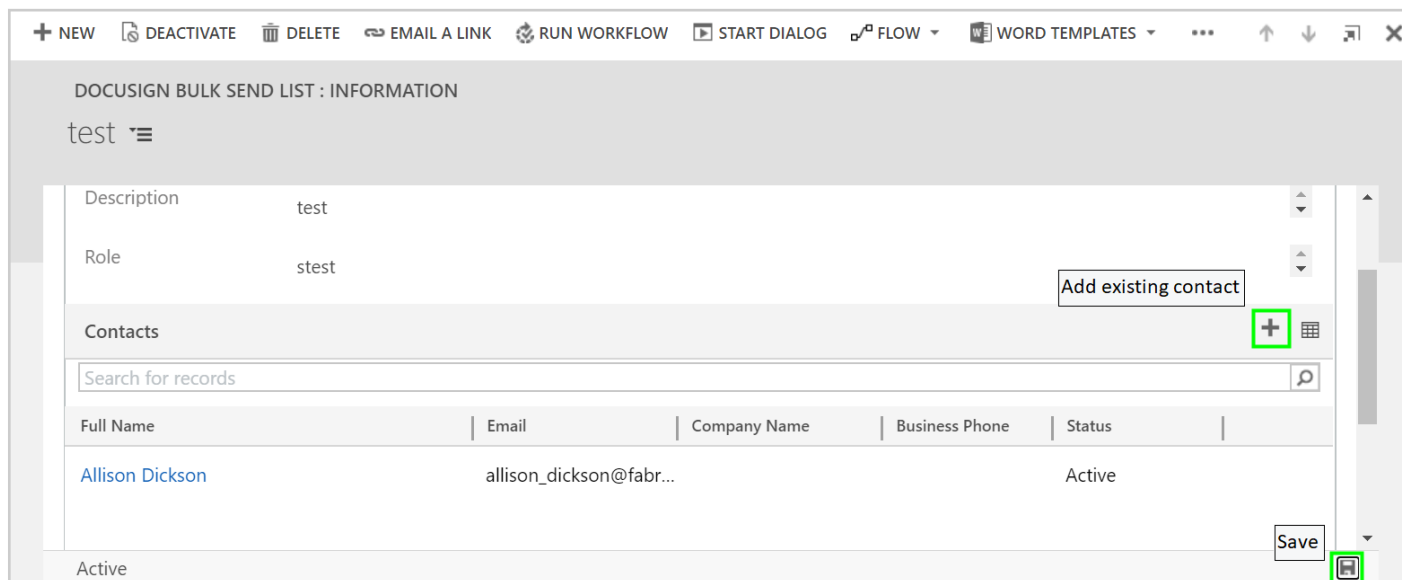 NEW DEACTIVATE DELETE EMAIL A LINK RUN WORKFLOW START DIALOG FLOW WORD TEMPLATES
DOCUSIGN BULK SEND LIST : INFORMATION
test
Description test
Role stest
Add existing contact
Contacts
Search for records
Full Name Email Company Name Business Phone Status
Allison Dickson allison_dickson@fabr... Active
Save
Active